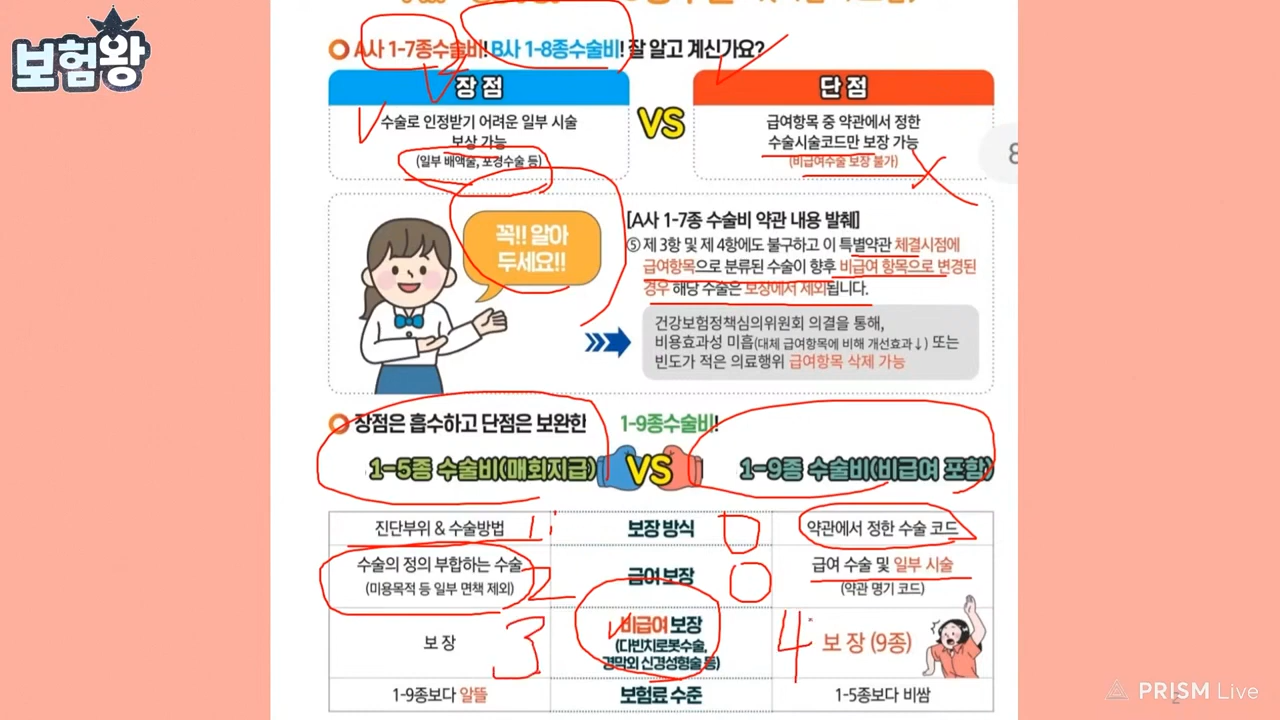 보험왕
A사 1-7종수술비! B사 1-8종수술비! 잘 알고 계신가요?
장점
수술로 인정받기 어려운 일부 시술
보상 가능
(일부 배액술, 포경수술 등)
VS
단점
급여항목 중 약관에서 정한
수술시술코드만 보장 가능
(비급여수술 보장 불가)
8
꼭!! 알아
두세요!!
[A사 1-7종 수술비 약관 내용 발췌]
⑤ 제 3항 및 제 4항에도 불구하고 이 특별약관 체결시점에
급여항목으로 분류된 수술이 향후 비급여 항목으로 변경된
경우 해당 수술은 보장에서 제외됩니다.
건강보험정책심의위원회 의결을 통해,
비용효과성 미흡(대체 급여항목에 비해 개선효과↓) 또는
빈도가 적은 의료행위 급여항목 삭제 가능
장점은 흡수하고 단점은 보완한 1-9종수술비!
1-5종 수술비(매회지급) VS 1-9종 수술비(비급여 포함)
진단부위 & 수술방법 1 보장 방식 약관에서 정한 수술 코드
수술의 정의 부합하는 수술
(미용목적 등 일부 면책 제외)
2
급여 보장
급여 수술 및 일부 시술
(약관 명기 코드)
보 장
3
비급여 보장
(다빈치로봇수술,
경막외 신경성형술 등)
4
보 장 (9종)
1-9종보다 알뜰 보험료 수준 1-5종보다 비쌈
PRISM Live